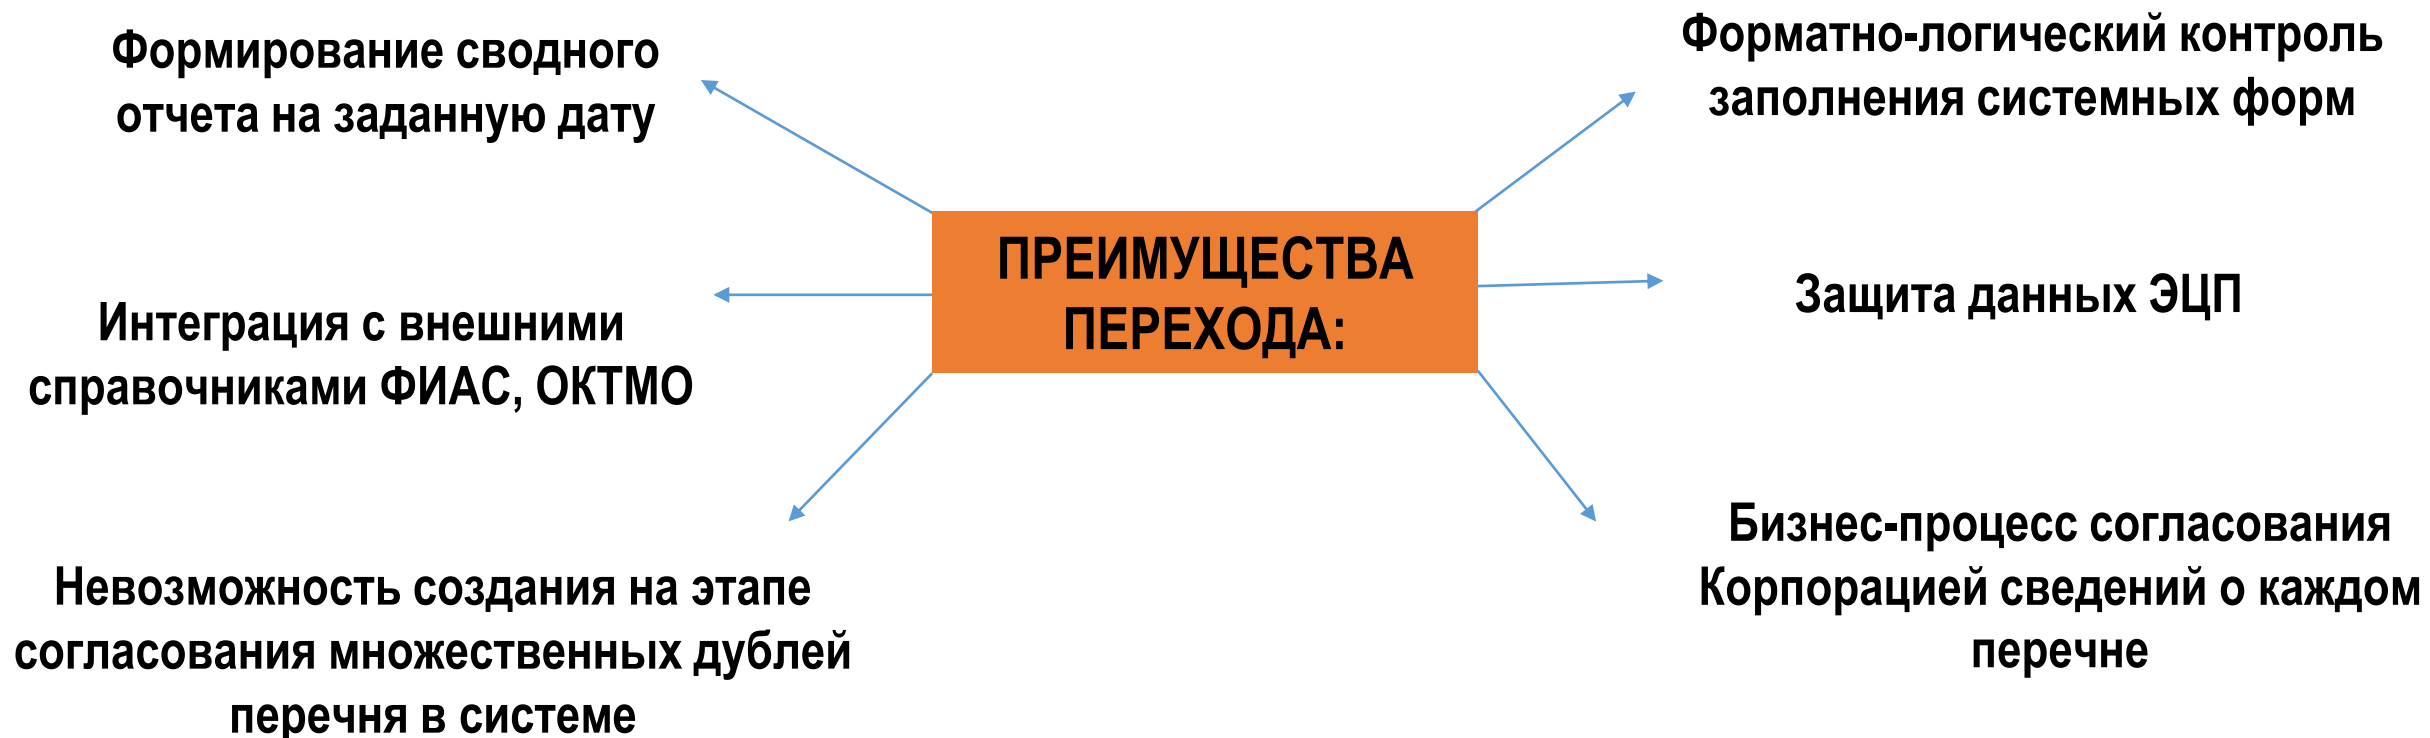 Формирование сводного
отчета на заданную дату
Интеграция с внешними
справочниками ФИАС, ОКТМО
Невозможность создания на этапе
согласования множественных дублей
перечня в системе
ПРЕИМУЩЕСТВА
ПЕРЕХОДА:
Форматно-логический контроль
заполнения системных форм
Защита данных ЭЦП
Бизнес-процесс согласования
Корпорацией сведений о каждом
перечне